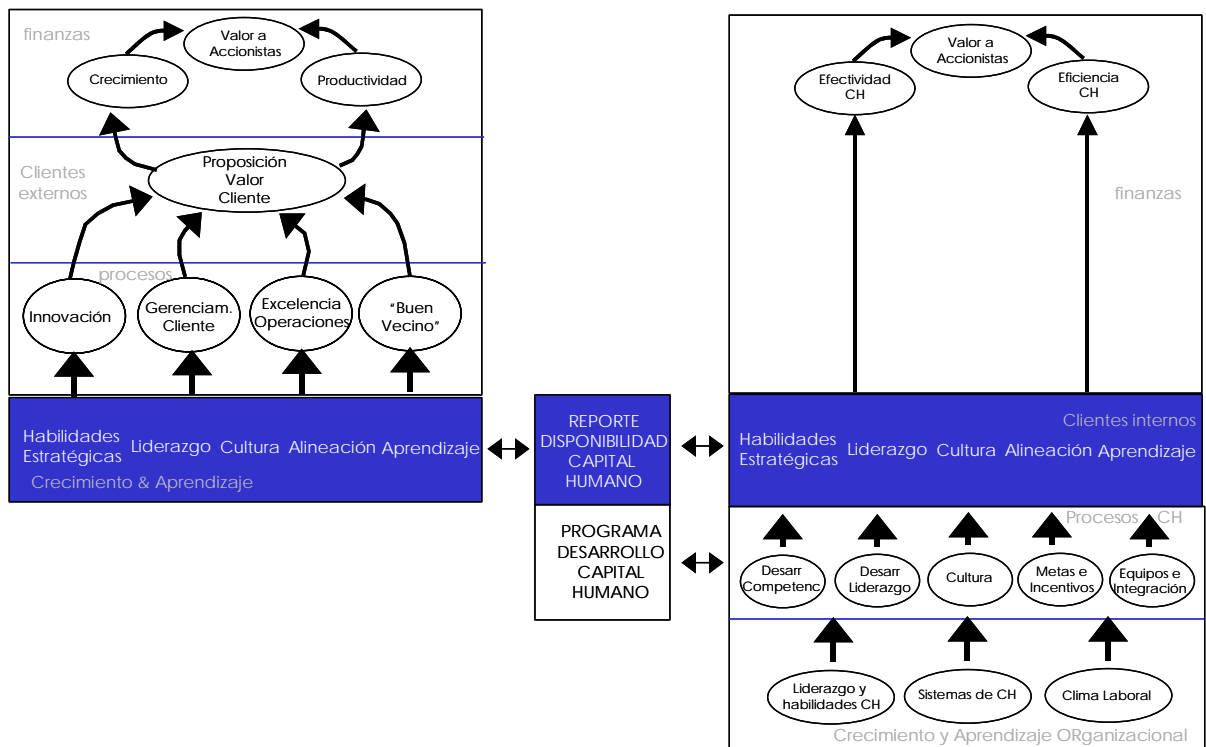 finanzas
Valor a
Accionistas
Crecimiento
Productividad
Clientes
externos
Proposición
Valor
Cliente
procesos
Innovación
Gerenciam.
Cliente
Excelencia
Operaciones
“Buen
Vecino”
Habilidades
Estratégicas
Liderazgo
Cultura
Alineación
Aprendizaje
Crecimiento & Aprendizaje
REPORTE
DISPONIBILIDAD
CAPITAL
HUMANO
PROGRAMA
DESARROLLO
CAPITAL
HUMANO
Valor a
Accionistas
Efectividad
CH
Eficiencia
CH
finanzas
Clientes internos
Habilidades
Estratégicas
Liderazgo
Cultura
Alineación
Aprendizaje
Procesos CH
Desarr
Competenc
Desarr
Liderazgo
Cultura
Metas e
Incentivos
Equipos e
Integración
Liderazgo y
habilidades CH
Sistemas de CH
Clima Laboral
Crecimiento y Aprendizaje ORganizacional